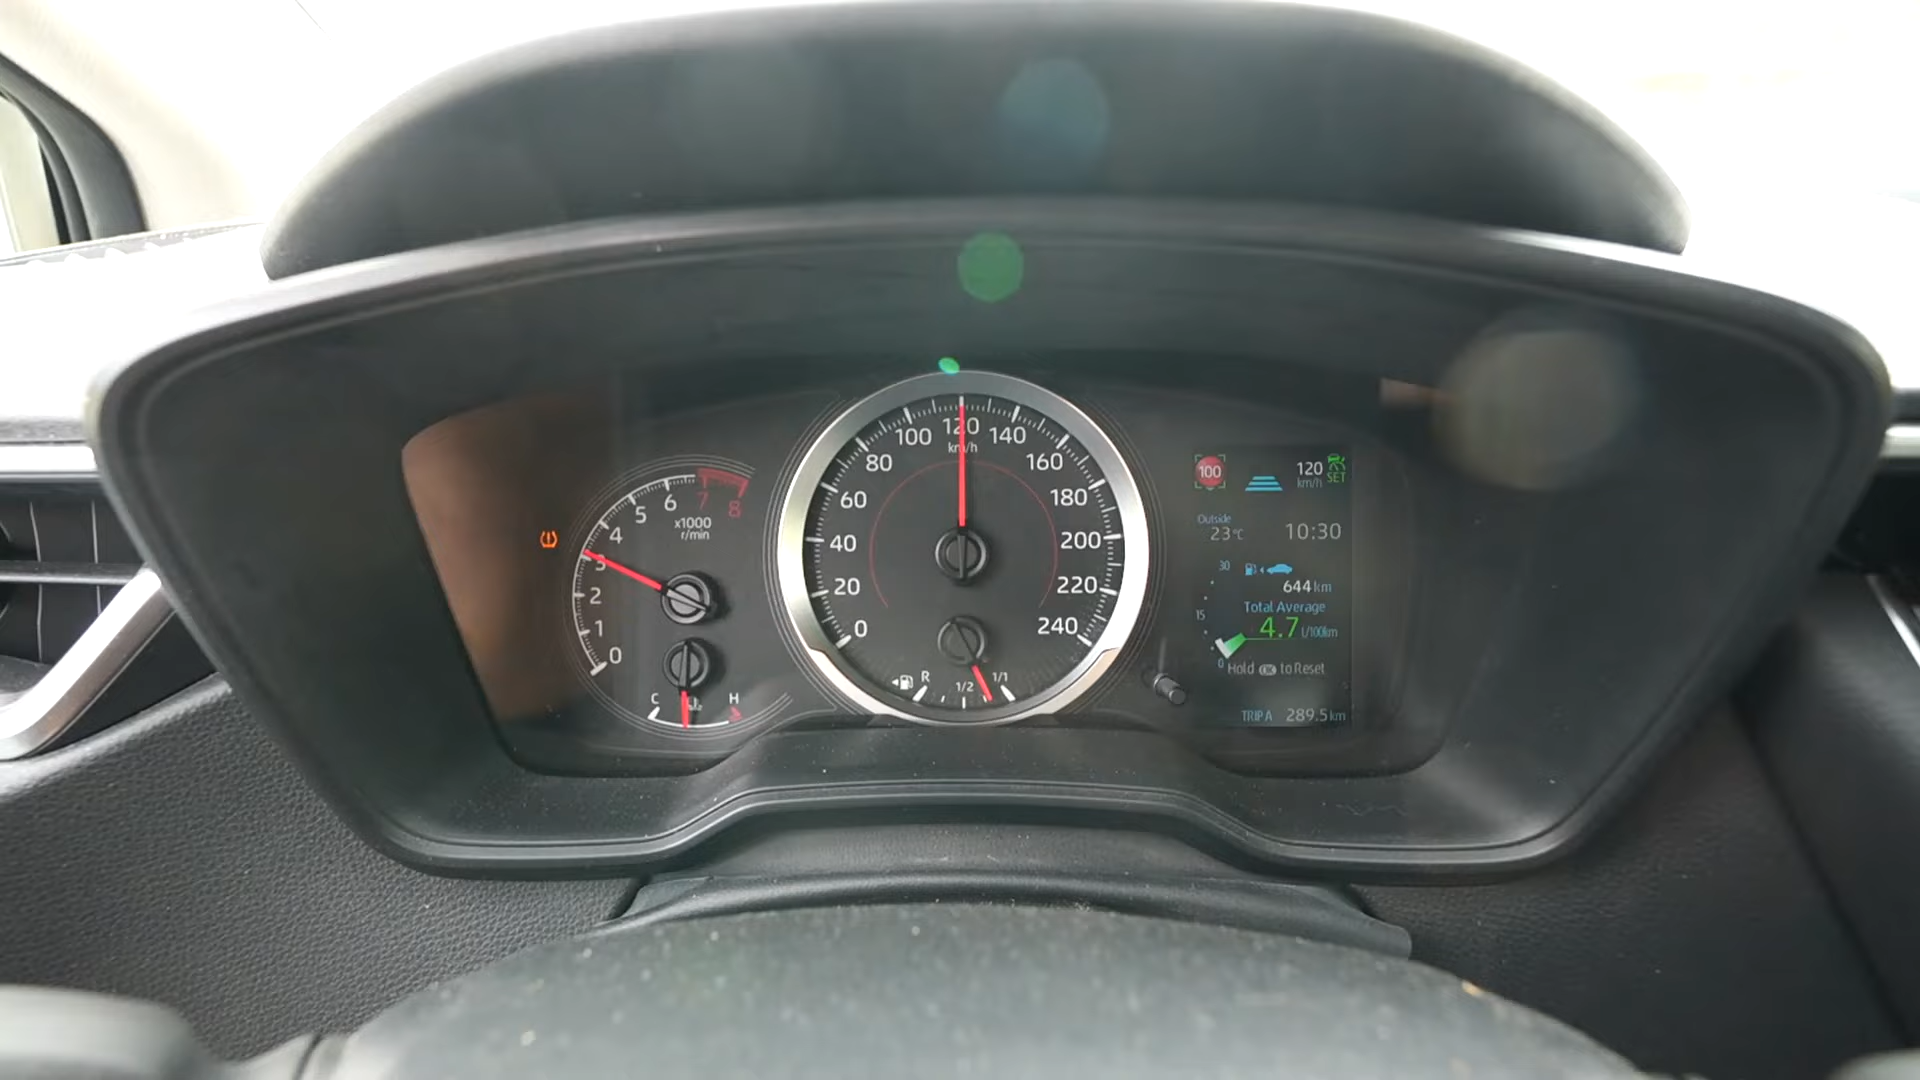 0
1
2
3
4
5
6
7
8
x1000
r/min
C
H
0
20
40
60
80
100
120
140
160
180
200
220
240
km/h
R
1/2
1/1
100
120
km/h
SET
Outside
23°C
10:30
30
15
0
644 km
Total Average
4.7 L/100km
Hold OK to Reset
TRIP A 289.5 km